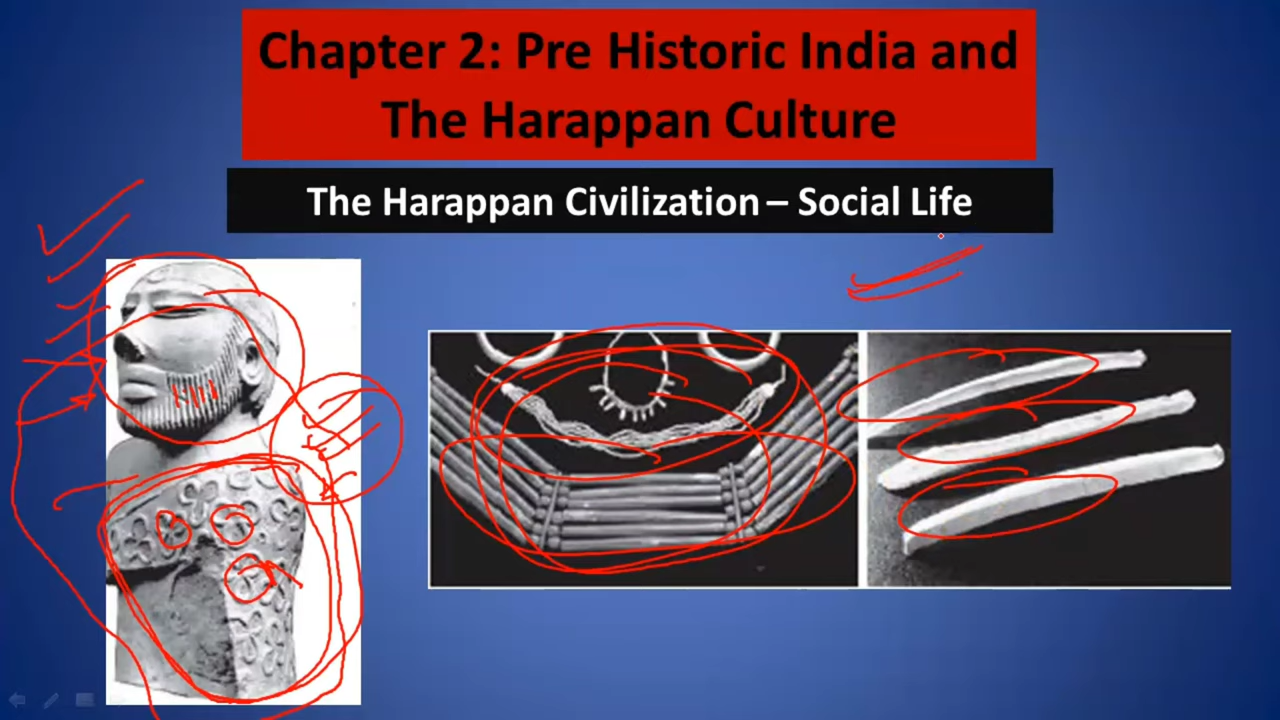 Chapter 2: Pre Historic India and
The Harappan Culture
The Harappan Civilization – Social Life